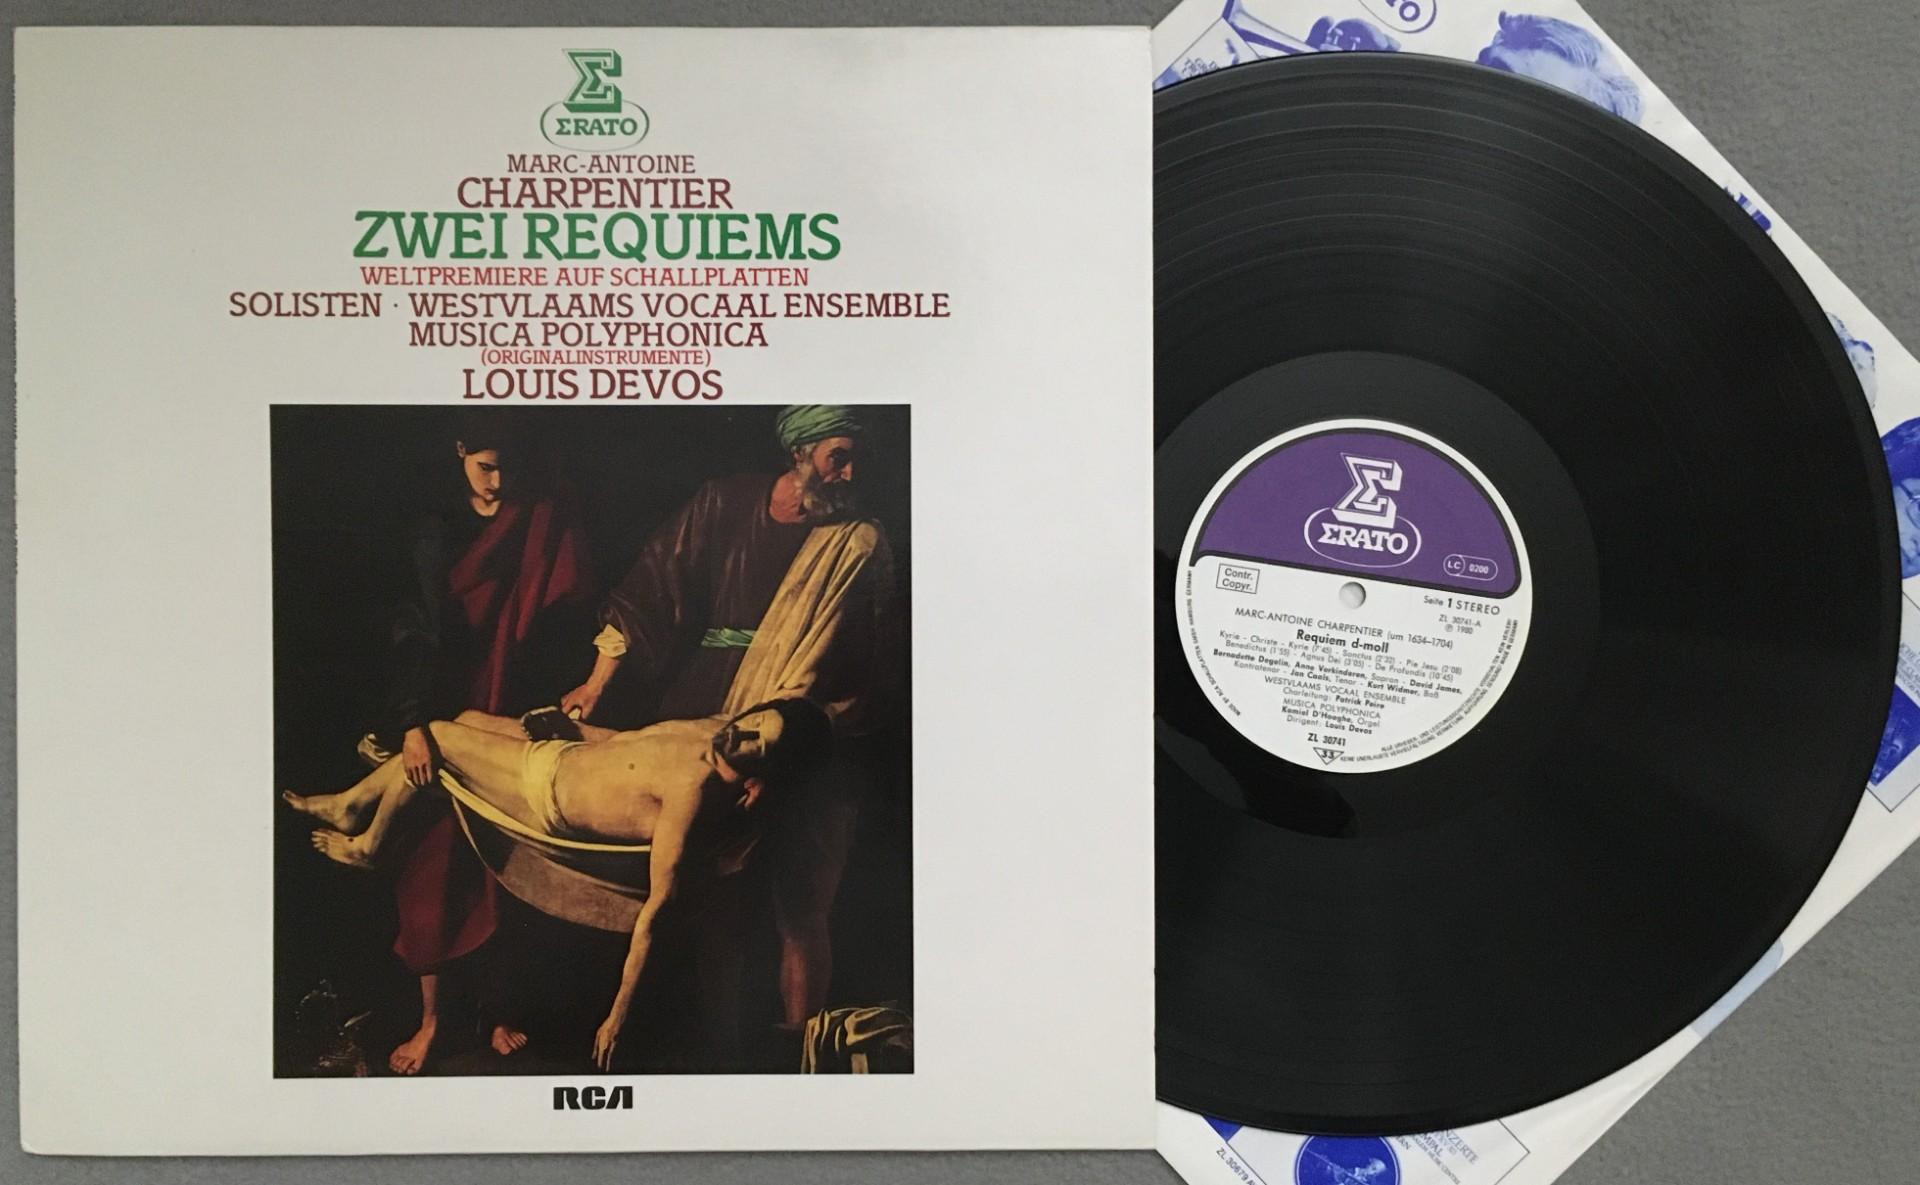 ΣRATO
MARC-ANTOINE
CHARPENTIER
ZWEI REQUIEMS
WELTPREMIERE AUF SCHALLPLATTEN
SOLISTEN · WESTVLAAMS VOCAAL ENSEMBLE
MUSICA POLYPHONICA
(ORIGINALINSTRUMENTE)
LOUIS DEVOS
RCA
ΣRATO
LC 0200
Contr.
Copyr.
Seite 1 STEREO
ZL 30741-A
℗ 1980
MARC-ANTOINE CHARPENTIER (um 1634–1704)
Requiem d-moll
Kyrie - Christe - Kyrie (7'45) - Sanctus (2'32) - Pie Jesu (2'08)
Benedictus (1'55) - Agnus Dei (3'05) - De Profundis (10'45)
Bernadette Degelin, Anne Verkinderen, Sopran - David James,
Kontratenor - Jan Caals, Tenor - Kurt Widmer, Baß
WESTVLAAMS VOCAAL ENSEMBLE
Chorleitung: Patrick Peire
MUSICA POLYPHONICA
Kamiel D'Hooghe, Orgel
Dirigent: Louis Devos
ZL 30741
33
ZL 30679